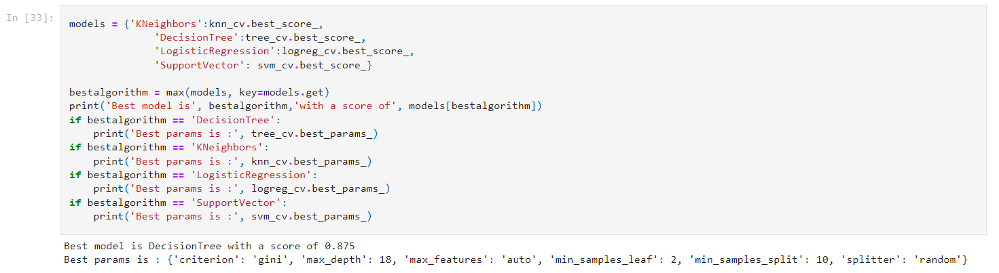 In [33]:
models = {'KNeighbors':knn_cv.best_score_,
              'DecisionTree':tree_cv.best_score_,
              'LogisticRegression':logreg_cv.best_score_,
              'SupportVector': svm_cv.best_score_}
bestalgorithm = max(models, key=models.get)
print('Best model is', bestalgorithm,'with a score of', models[bestalgorithm])
if bestalgorithm == 'DecisionTree':
    print('Best params is :', tree_cv.best_params_)
if bestalgorithm == 'KNeighbors':
    print('Best params is :', knn_cv.best_params_)
if bestalgorithm == 'LogisticRegression':
    print('Best params is :', logreg_cv.best_params_)
if bestalgorithm == 'SupportVector':
    print('Best params is :', svm_cv.best_params_)
Best model is DecisionTree with a score of 0.875
Best params is : {'criterion': 'gini', 'max_depth': 18, 'max_features': 'auto', 'min_samples_leaf': 2, 'min_samples_split': 10, 'splitter': 'random'}